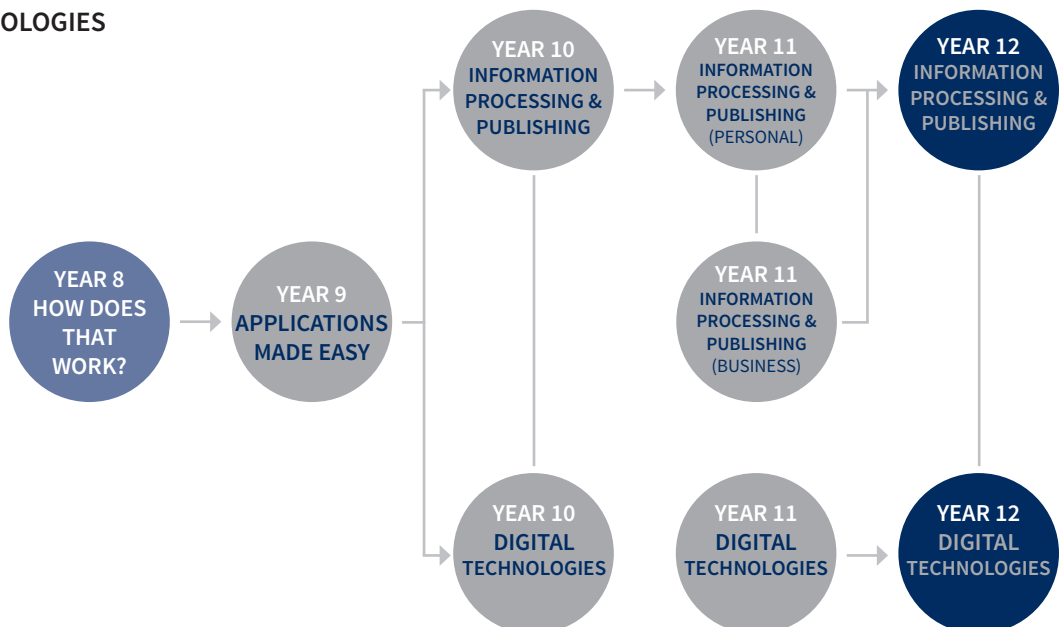 OLOGIES
YEAR 10
INFORMATION
PROCESSING &
PUBLISHING
YEAR 11
INFORMATION
PROCESSING &
PUBLISHING
(PERSONAL)
YEAR 12
INFORMATION
PROCESSING &
PUBLISHING
YEAR 8
HOW DOES
THAT
WORK?
YEAR 9
APPLICATIONS
MADE EASY
YEAR 11
INFORMATION
PROCESSING &
PUBLISHING
(BUSINESS)
YEAR 10
DIGITAL
TECHNOLOGIES
YEAR 11
DIGITAL
TECHNOLOGIES
YEAR 12
DIGITAL
TECHNOLOGIES